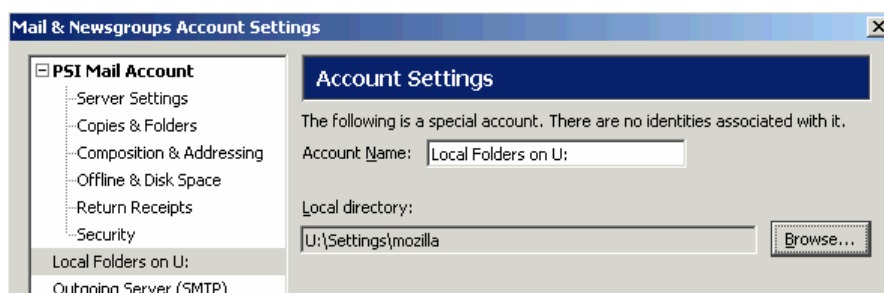 Mail & Newsgroups Account Settings
PSI Mail Account
Server Settings
Copies & Folders
Composition & Addressing
Offline & Disk Space
Return Receipts
Security
Local Folders on U:
Outgoing Server (SMTP)
Account Settings
The following is a special account. There are no identities associated with it.
Account Name: Local Folders on U:
Local directory:
U:\Settings\mozilla
Browse...